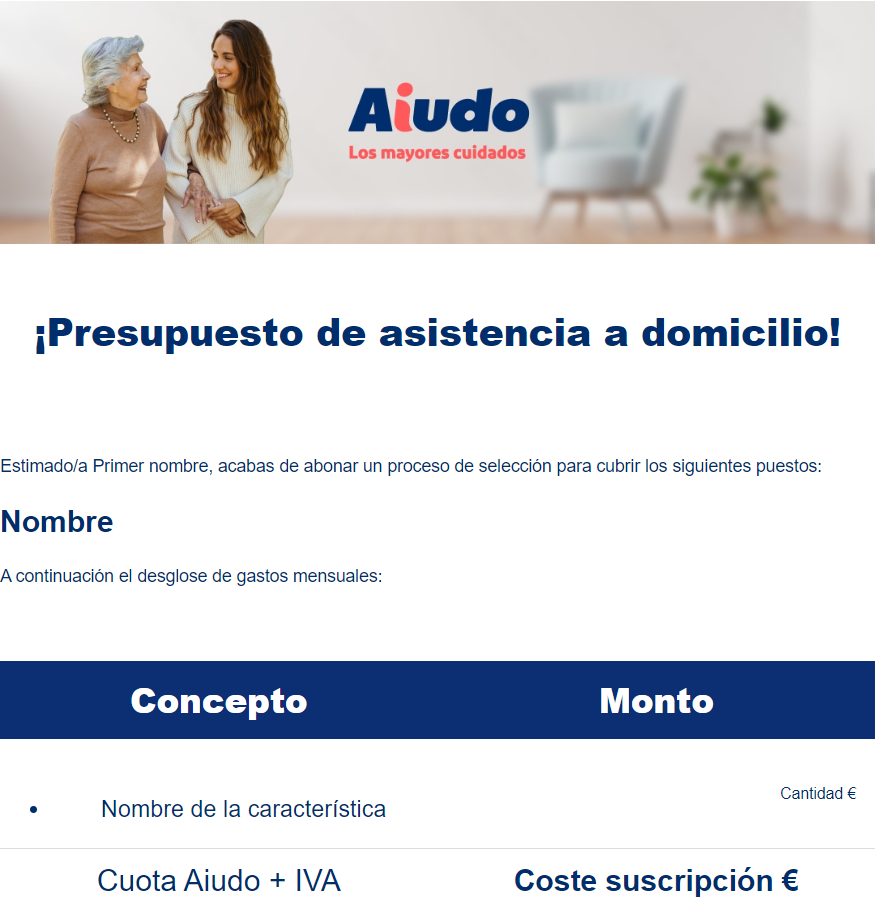 Aiudo
Los mayores cuidados
¡Presupuesto de asistencia a domicilio!
Estimado/a Primer nombre, acabas de abonar un proceso de selección para cubrir los siguientes puestos:
Nombre
A continuación el desglose de gastos mensuales:
Concepto Monto
• Nombre de la característica Cantidad €
Cuota Aiudo + IVA Coste suscripción €